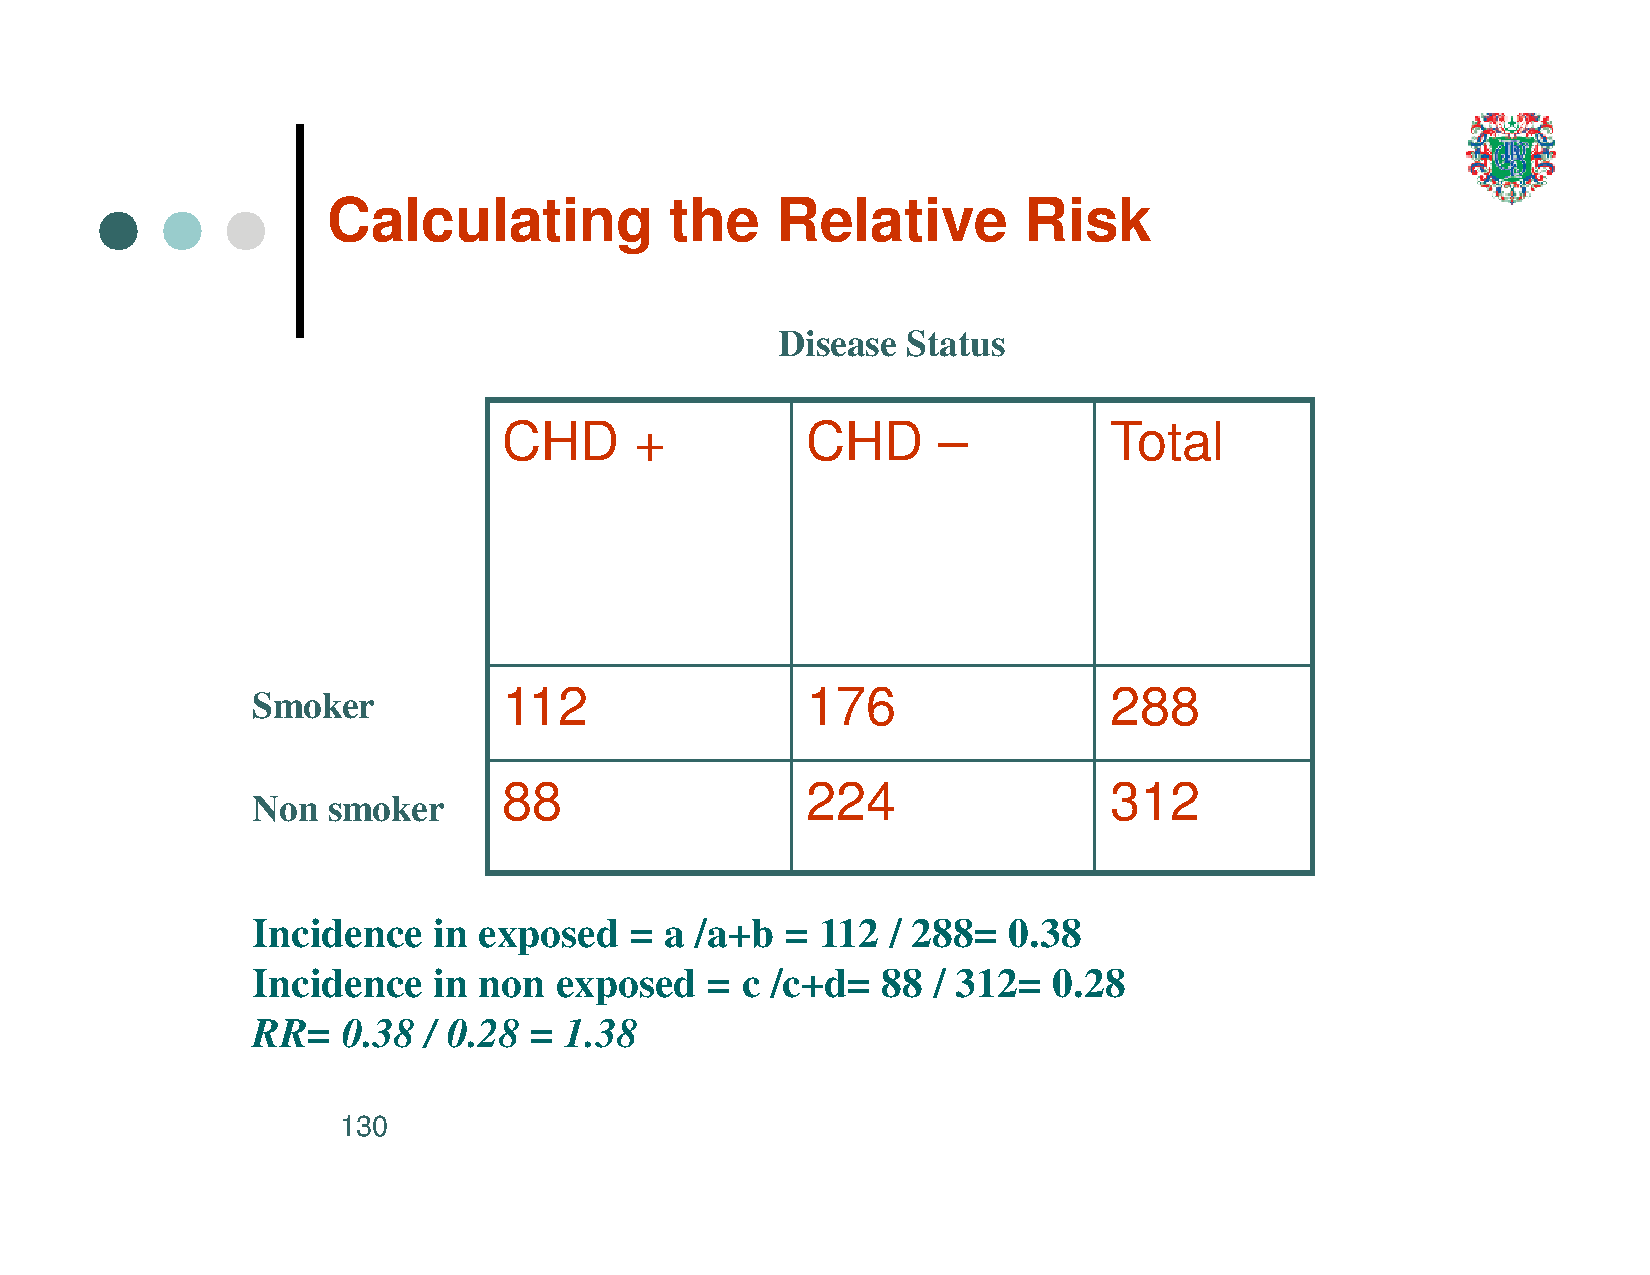 Calculating the Relative Risk
Disease Status
CHD + CHD – Total
Smoker 112 176 288
Non smoker 88 224 312
Incidence in exposed = a /a+b = 112 / 288= 0.38
Incidence in non exposed = c /c+d= 88 / 312= 0.28
RR= 0.38 / 0.28 = 1.38
130